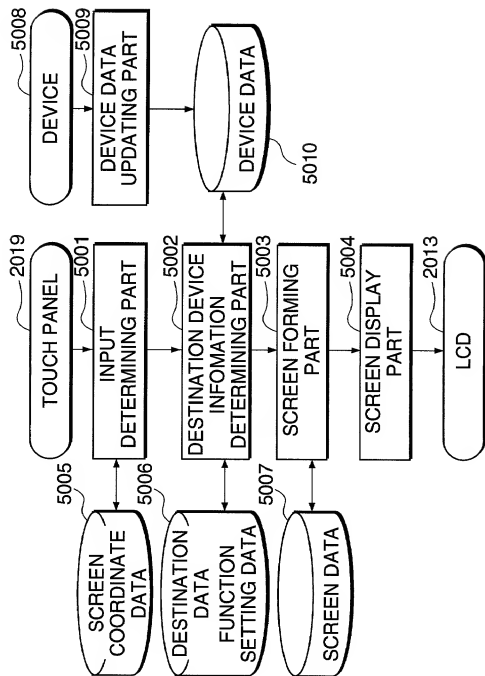 TOUCH PANEL
2019
INPUT
DETERMINING PART
5001
SCREEN
COORDINATE
DATA
5005
DESTINATION DEVICE
INFOMATION
DETERMINING PART
5002
DESTINATION
DATA
FUNCTION
SETTING DATA
5006
SCREEN FORMING
PART
5003
SCREEN DATA
5007
SCREEN DISPLAY
PART
5004
LCD
2013
DEVICE
5008
DEVICE DATA
UPDATING PART
5009
DEVICE DATA
5010